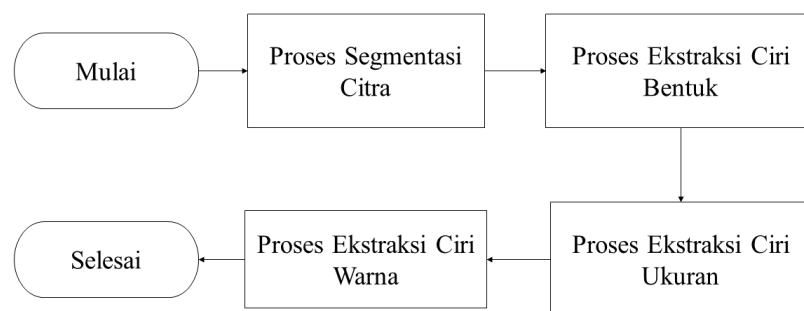 Mulai
Proses Segmentasi
Citra
Proses Ekstraksi Ciri
Bentuk
Proses Ekstraksi Ciri
Ukuran
Proses Ekstraksi Ciri
Warna
Selesai